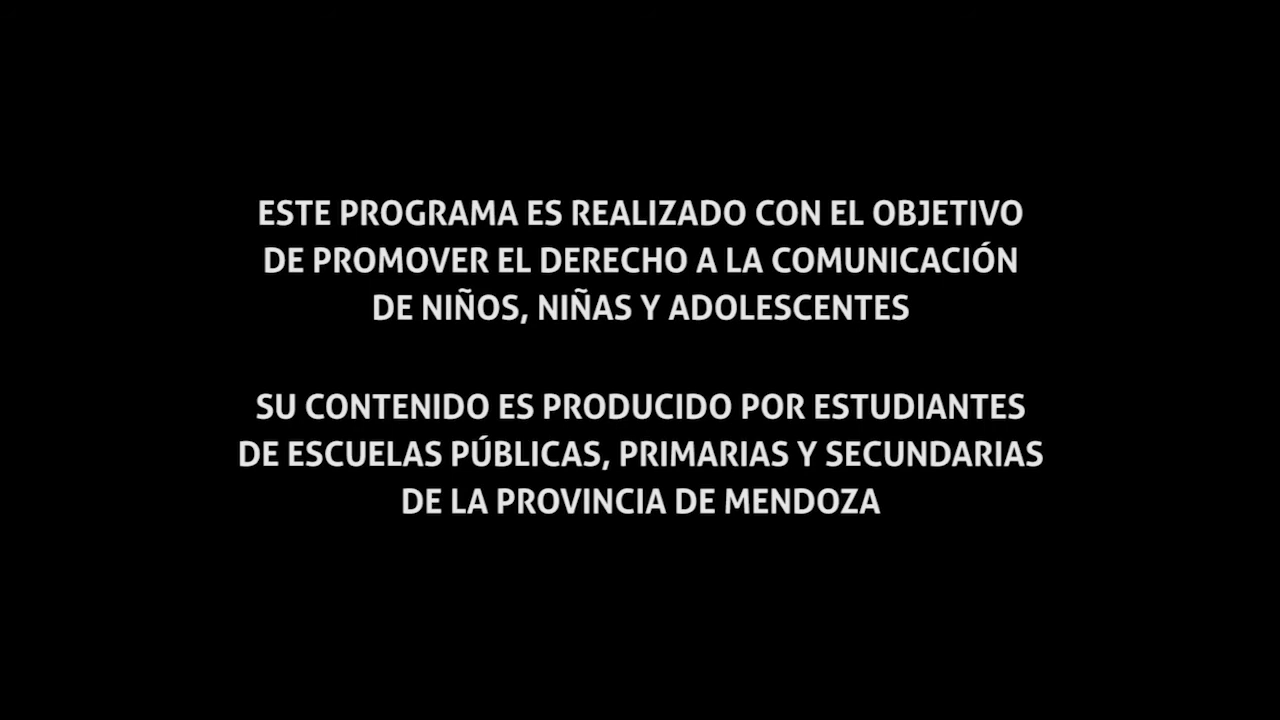 ESTE PROGRAMA ES REALIZADO CON EL OBJETIVO
DE PROMOVER EL DERECHO A LA COMUNICACIÓN
DE NIÑOS, NIÑAS Y ADOLESCENTES
SU CONTENIDO ES PRODUCIDO POR ESTUDIANTES
DE ESCUELAS PÚBLICAS, PRIMARIAS Y SECUNDARIAS
DE LA PROVINCIA DE MENDOZA